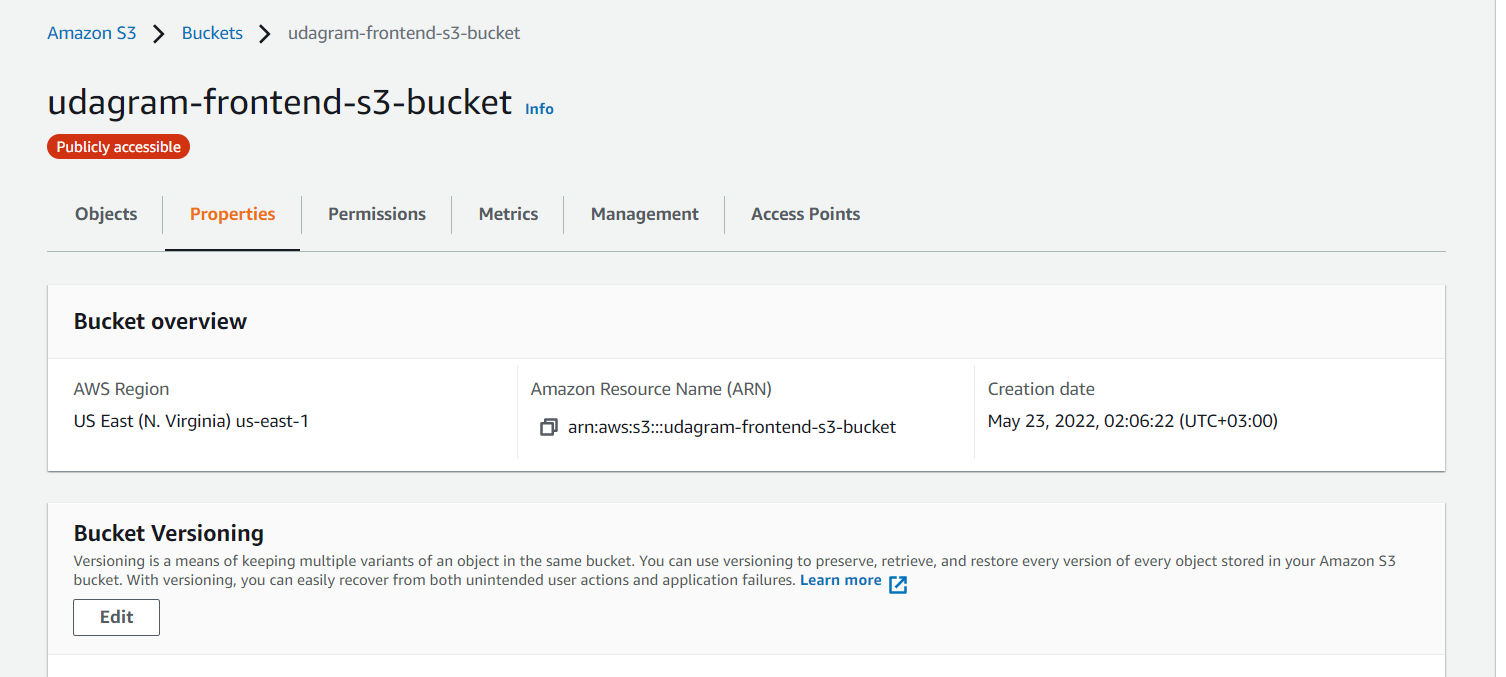 Amazon S3 Buckets udagram-frontend-s3-bucket
udagram-frontend-s3-bucket Info
Publicly accessible
Objects Properties Permissions Metrics Management Access Points
Bucket overview
AWS Region
US East (N. Virginia) us-east-1
Amazon Resource Name (ARN)
arn:aws:s3:::udagram-frontend-s3-bucket
Creation date
May 23, 2022, 02:06:22 (UTC+03:00)
Bucket Versioning
Versioning is a means of keeping multiple variants of an object in the same bucket. You can use versioning to preserve, retrieve, and restore every version of every object stored in your Amazon S3
bucket. With versioning, you can easily recover from both unintended user actions and application failures. Learn more
Edit